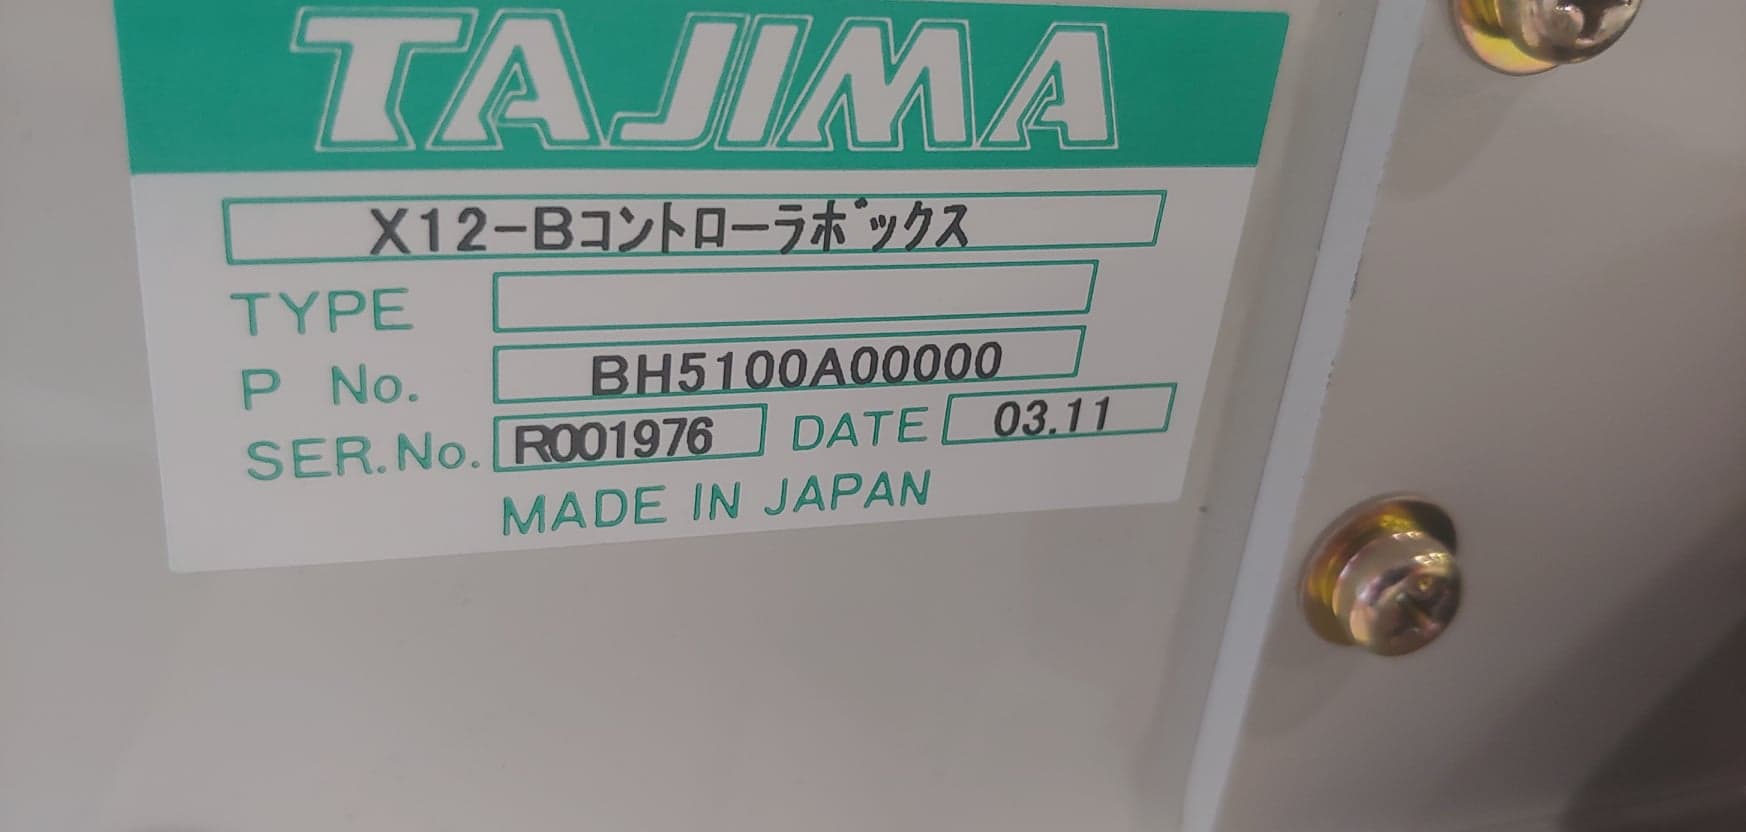 TAJIMA
X12-Bコントローラボックス
TYPE
P No. BH5100A00000
SER.No. R001976 DATE 03.11
MADE IN JAPAN